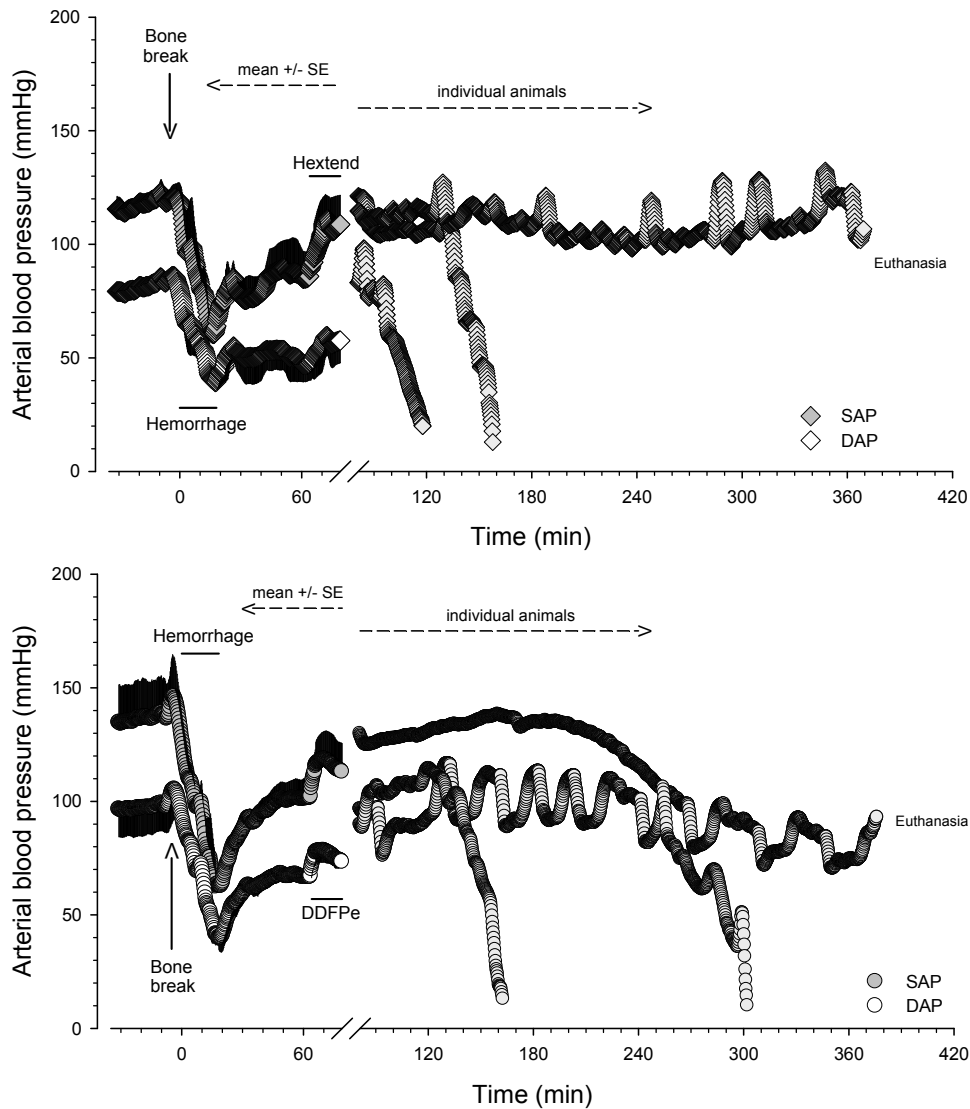 200
Bone
break
mean +/- SE
individual animals
150
Hextend
100
Euthanasia
50
Hemorrhage
SAP
DAP
0
0 60 120 180 240 300 360 420
Arterial blood pressure (mmHg)
Time (min)
200
mean +/- SE
individual animals
Hemorrhage
150
100
Euthanasia
50
DDFPe
Bone
break
SAP
DAP
0
0 60 120 180 240 300 360 420
Arterial blood pressure (mmHg)
Time (min)